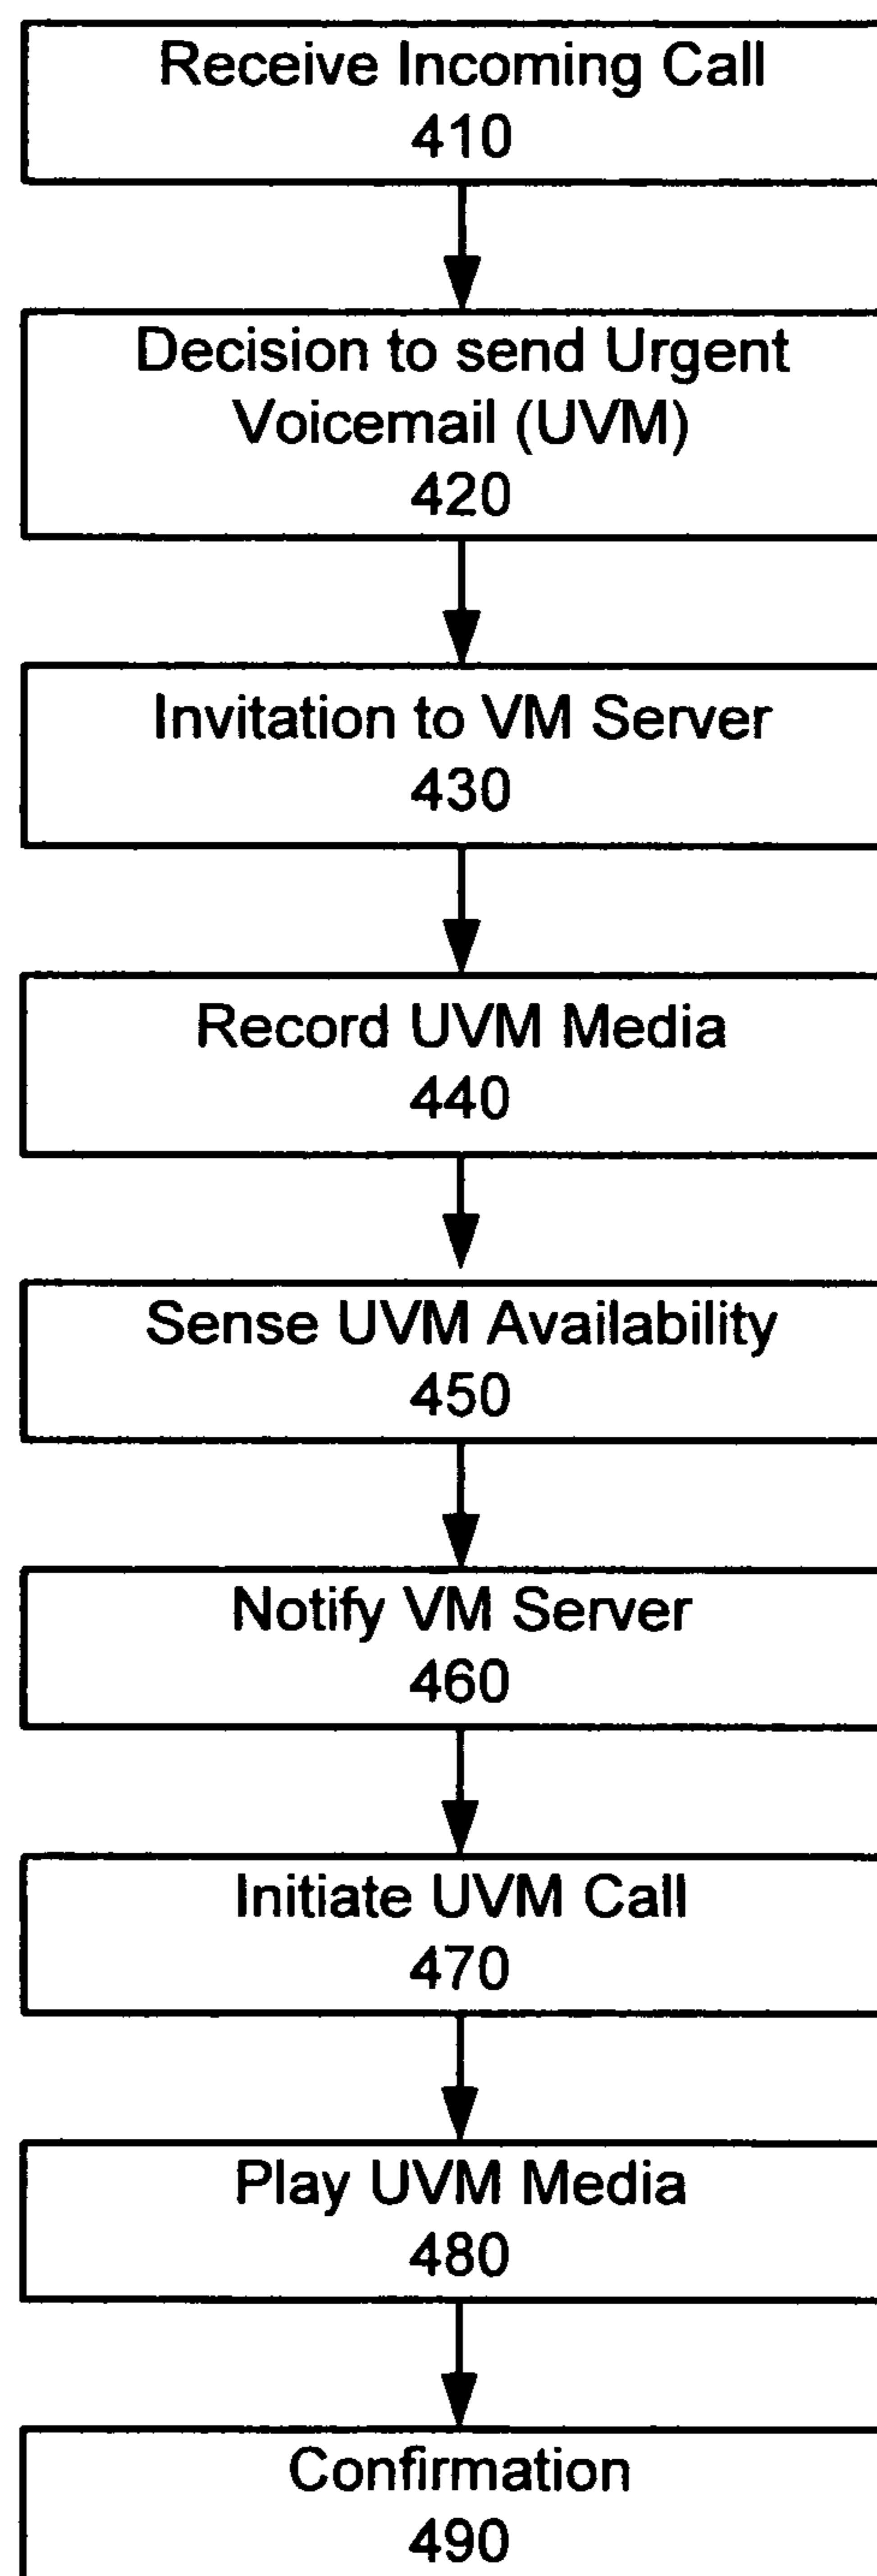 Receive Incoming Call
410
Decision to send Urgent
Voicemail (UVM)
420
Invitation to VM Server
430
Record UVM Media
440
Sense UVM Availability
450
Notify VM Server
460
Initiate UVM Call
470
Play UVM Media
480
Confirmation
490